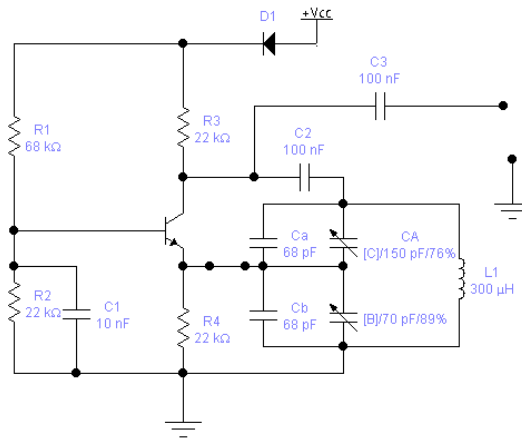 D1
+Vcc
C3
100 nF
R1
68 kΩ
R3
22 kΩ
C2
100 nF
Ca
68 pF
CA
[C]/150 pF/76%
L1
300 μH
R2
22 kΩ
C1
10 nF
R4
22 kΩ
Cb
68 pF
[B]/70 pF/89%